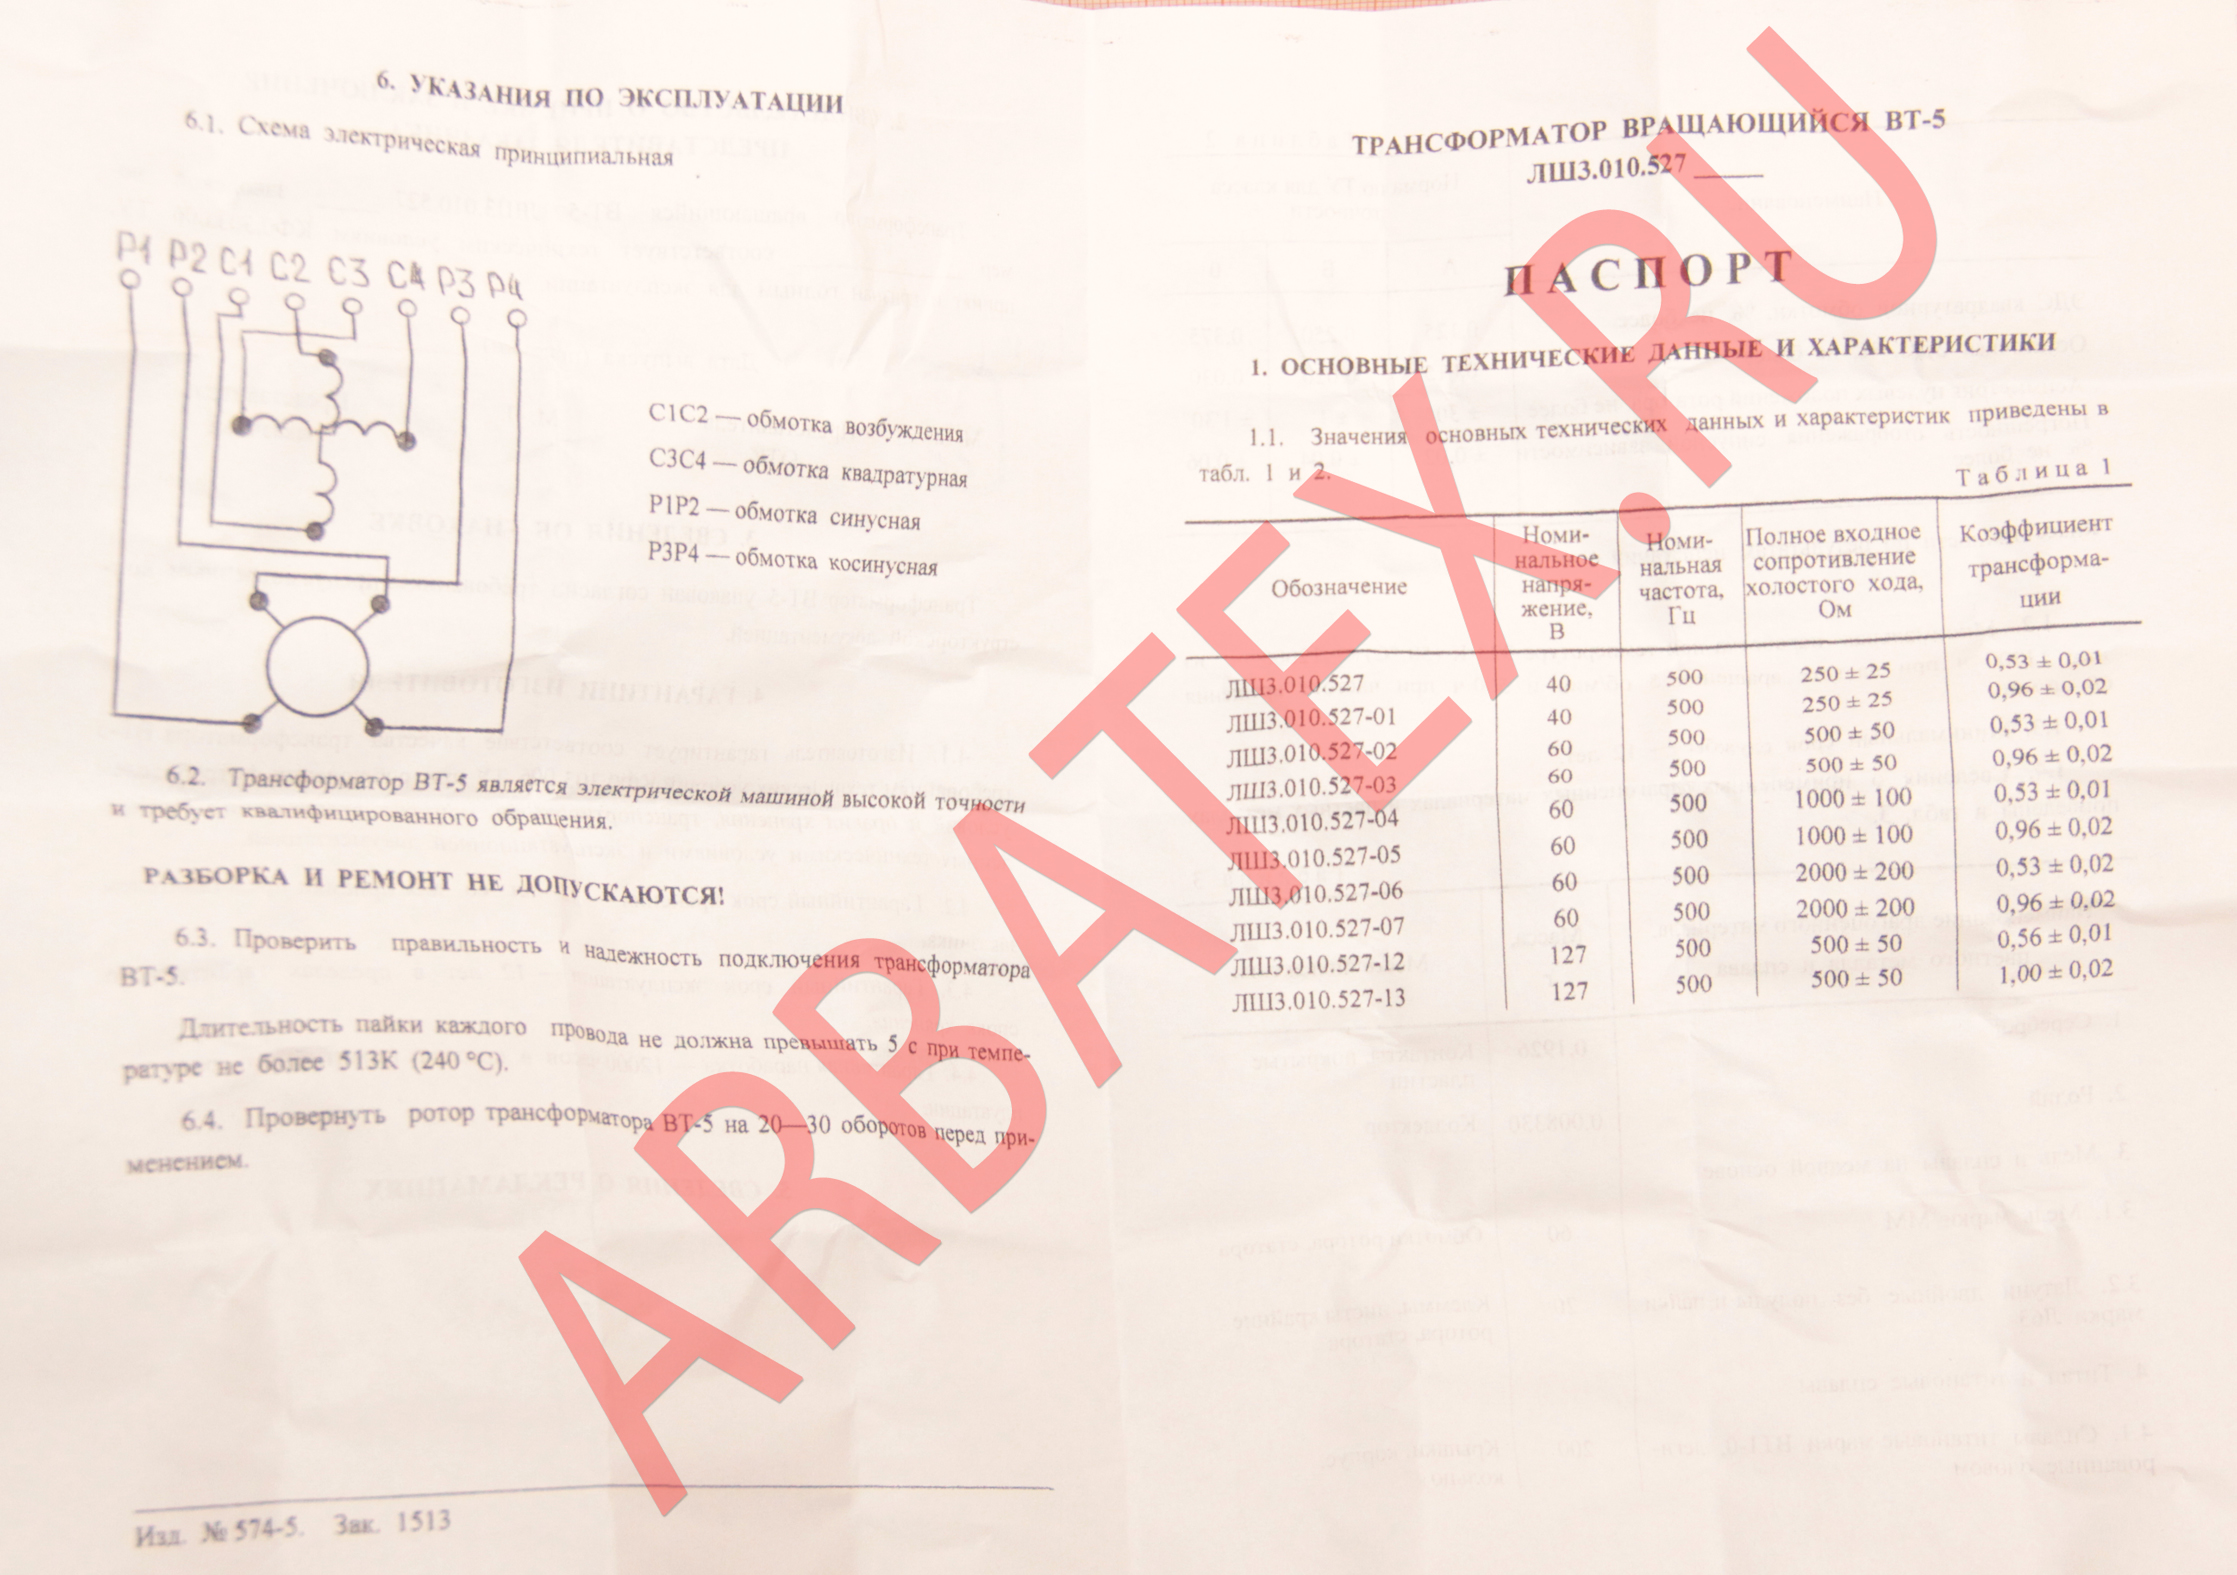 6. УКАЗАНИЯ ПО ЭКСПЛУАТАЦИИ
6.1. Схема электрическая принципиальная
P1 P2 C1 C2 C3 C4 P3 P4
С1С2 — обмотка возбуждения
С3С4 — обмотка квадратурная
Р1Р2 — обмотка синусная
Р3Р4 — обмотка косинусная
6.2. Трансформатор ВТ-5 является электрической машиной высокой точности
и требует квалифицированного обращения.
РАЗБОРКА И РЕМОНТ НЕ ДОПУСКАЮТСЯ!
6.3. Проверить правильность и надежность подключения трансформатора
ВТ-5.
Длительность пайки каждого провода не должна превышать 5 с при темпе-
ратуре не более 513К (240 °С).
6.4. Провернуть ротор трансформатора ВТ-5 на 20—30 оборотов перед при-
менением.
Изд. № 574-5. Зак. 1513
ТРАНСФОРМАТОР ВРАЩАЮЩИЙСЯ ВТ-5
ЛШ3.010.527 _____
ПАСПОРТ
1. ОСНОВНЫЕ ТЕХНИЧЕСКИЕ ДАННЫЕ И ХАРАКТЕРИСТИКИ
1.1. Значения основных технических данных и характеристик приведены в
табл. 1 и 2.
Таблица 1
Обозначение
Номи-
нальное
напря-
жение,
В
Номи-
нальная
частота,
Гц
Полное входное
сопротивление
холостого хода,
Ом
Коэффициент
трансформа-
ции
ЛШ3.010.527 40 500 250 ± 25 0,53 ± 0,01
ЛШ3.010.527-01 40 500 250 ± 25 0,96 ± 0,02
ЛШ3.010.527-02 60 500 500 ± 50 0,53 ± 0,01
ЛШ3.010.527-03 60 500 500 ± 50 0,96 ± 0,02
ЛШ3.010.527-04 60 500 1000 ± 100 0,53 ± 0,01
ЛШ3.010.527-05 60 500 1000 ± 100 0,96 ± 0,02
ЛШ3.010.527-06 60 500 2000 ± 200 0,53 ± 0,02
ЛШ3.010.527-07 60 500 2000 ± 200 0,96 ± 0,02
ЛШ3.010.527-12 127 500 500 ± 50 0,56 ± 0,01
ЛШ3.010.527-13 127 500 500 ± 50 1,00 ± 0,02
ARBATEX.RU